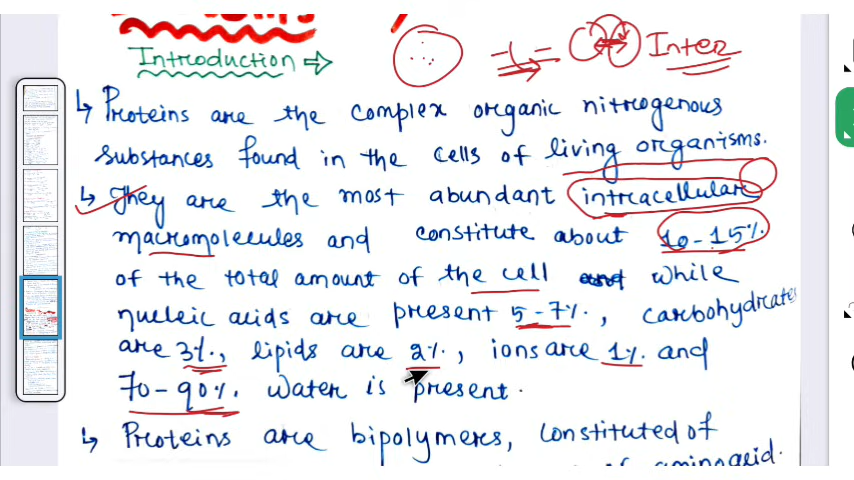 Introduction ⇒
Inter
↳ Proteins are the complex organic nitrogenous
substances found in the cells of living organisms.
↳ They are the most abundant intracellular
macromolecules and constitute about 10-15%.
of the total amount of the cell and while
nucleic acids are present 5-7%., carbohydrates
are 3%., lipids are 2%., ions are 1%. and
70-90%. water is present.
↳ Proteins are bipolymers, constituted of
of aminoacid.